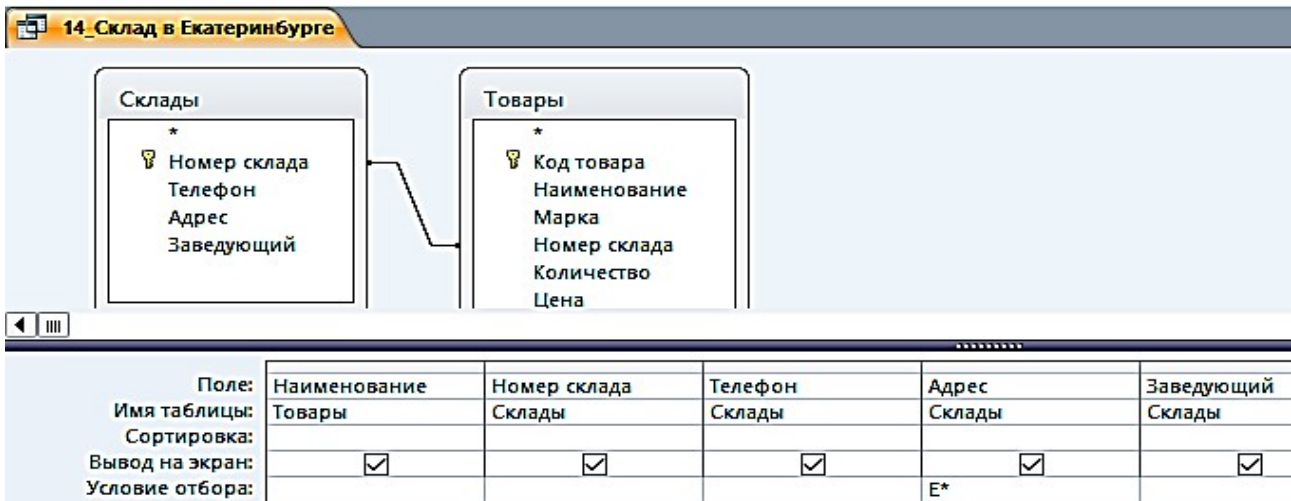 14_Склад в Екатеринбурге
Склады
*
Номер склада
Телефон
Адрес
Заведующий
Товары
*
Код товара
Наименование
Марка
Номер склада
Количество
Цена
Поле: Наименование Номер склада Телефон Адрес Заведующий
Имя таблицы: Товары Склады Склады Склады Склады
Сортировка:
Вывод на экран:
Условие отбора: Е*